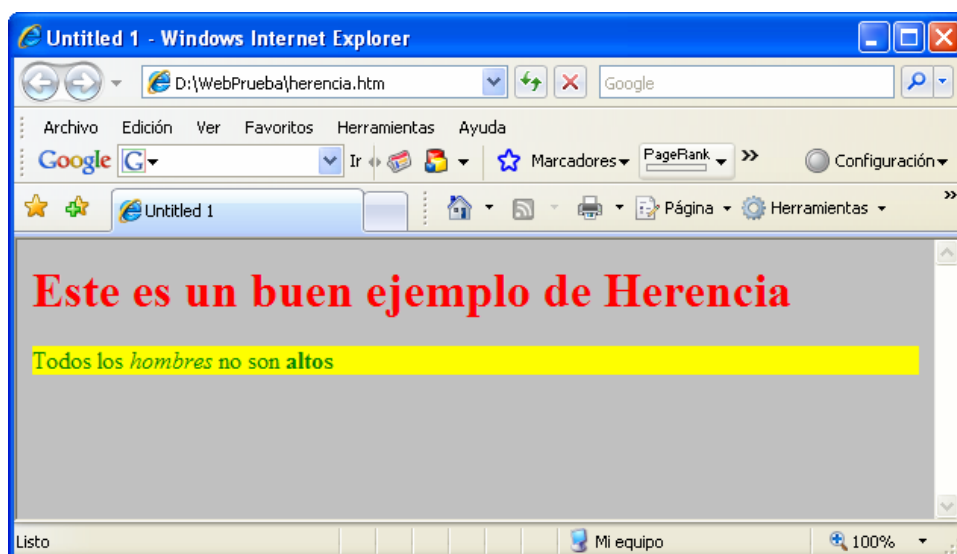 Untitled 1 - Windows Internet Explorer
D:\WebPrueba\herencia.htm Google
Archivo Edición Ver Favoritos Herramientas Ayuda
Google G Ir Marcadores PageRank » Configuración
Untitled 1 Página Herramientas »
Este es un buen ejemplo de Herencia
Todos los hombres no son altos
Listo Mi equipo 100%